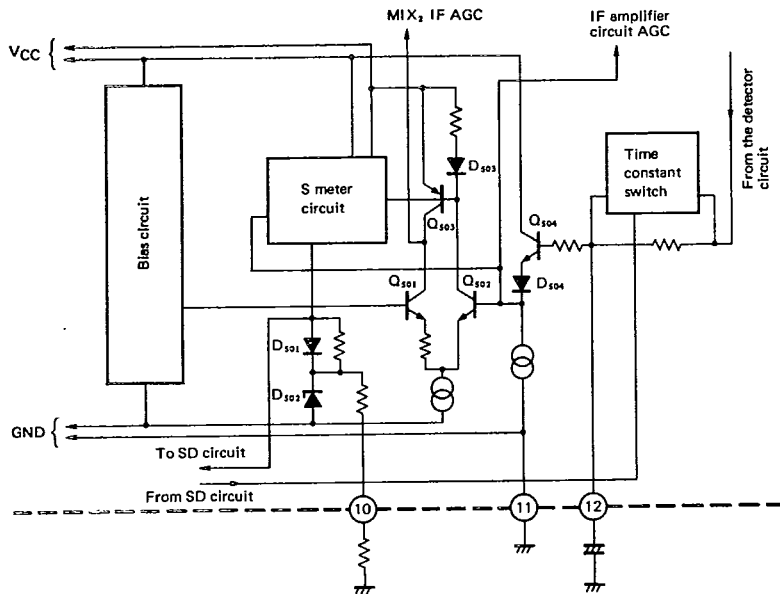 MIX₂ IF AGC
IF amplifier
circuit AGC
VCC
From the detector
circuit
Time
constant
switch
S meter
circuit
D₅₀₃
Q₅₀₃
Q₅₀₄
Bias circuit
Q₅₀₁
Q₅₀₂
D₅₀₄
D₅₀₁
D₅₀₂
GND
To SD circuit
From SD circuit
10
11
12